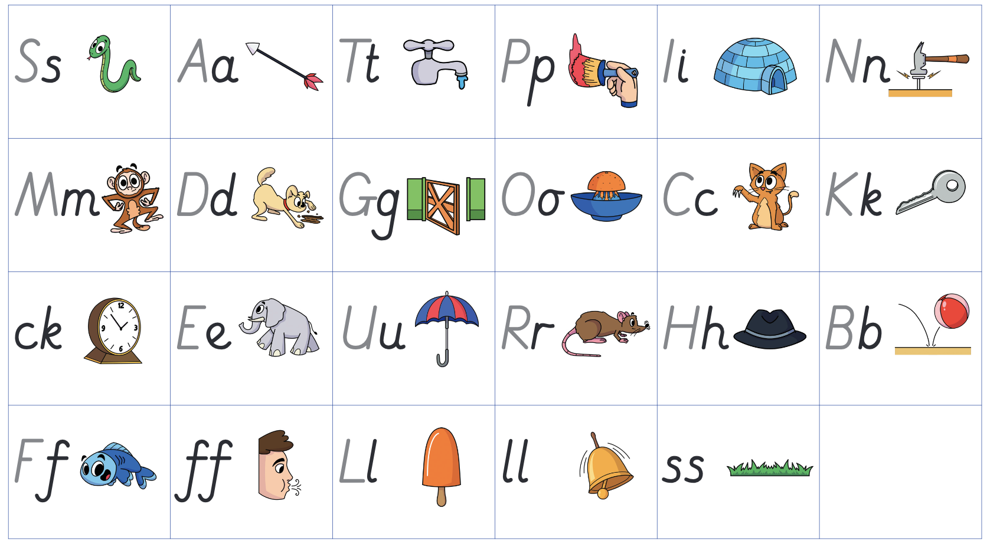 Ss Aa Tt Pp Ii Nn
Mm Dd Gg Oo Cc Kk
ck 12 3 6 9 Ee Uu Rr Hh Bb
Ff ff Ll ll ss